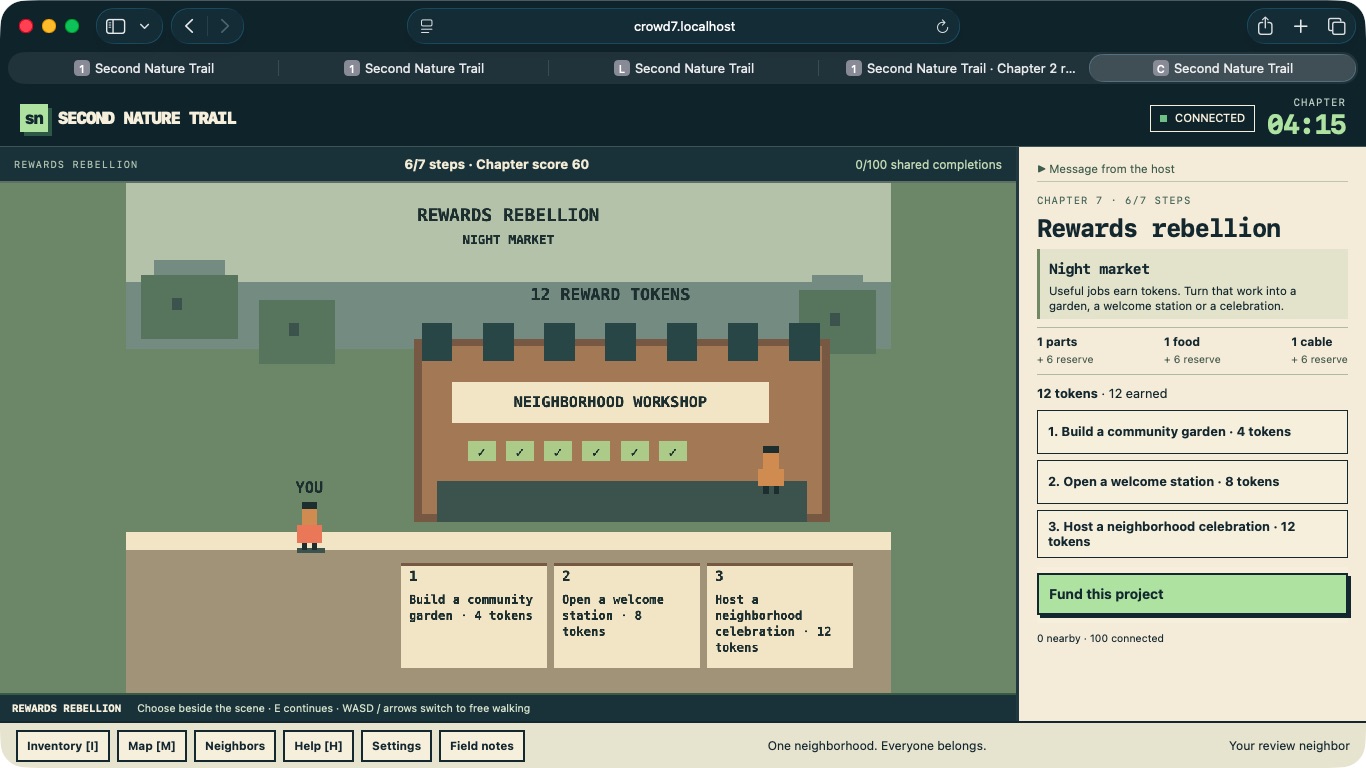 crowd7.localhost
1 Second Nature Trail
1 Second Nature Trail
L Second Nature Trail
1 Second Nature Trail · Chapter 2 r...
C Second Nature Trail
sn SECOND NATURE TRAIL
CONNECTED
CHAPTER
04:15
REWARDS REBELLION
6/7 steps · Chapter score 60
0/100 shared completions
REWARDS REBELLION
NIGHT MARKET
12 REWARD TOKENS
NEIGHBORHOOD WORKSHOP
✓ ✓ ✓ ✓ ✓ ✓
YOU
1
Build a community
garden · 4 tokens
2
Open a welcome
station · 8
tokens
3
Host a
neighborhood
celebration · 12
tokens
REWARDS REBELLION
Choose beside the scene · E continues · WASD / arrows switch to free walking
▶ Message from the host
CHAPTER 7 · 6/7 STEPS
Rewards rebellion
Night market
Useful jobs earn tokens. Turn that work into a
garden, a welcome station or a celebration.
1 parts
+ 6 reserve
1 food
+ 6 reserve
1 cable
+ 6 reserve
12 tokens · 12 earned
1. Build a community garden · 4 tokens
2. Open a welcome station · 8 tokens
3. Host a neighborhood celebration · 12
tokens
Fund this project
0 nearby · 100 connected
Inventory [I]
Map [M]
Neighbors
Help [H]
Settings
Field notes
One neighborhood. Everyone belongs.
Your review neighbor